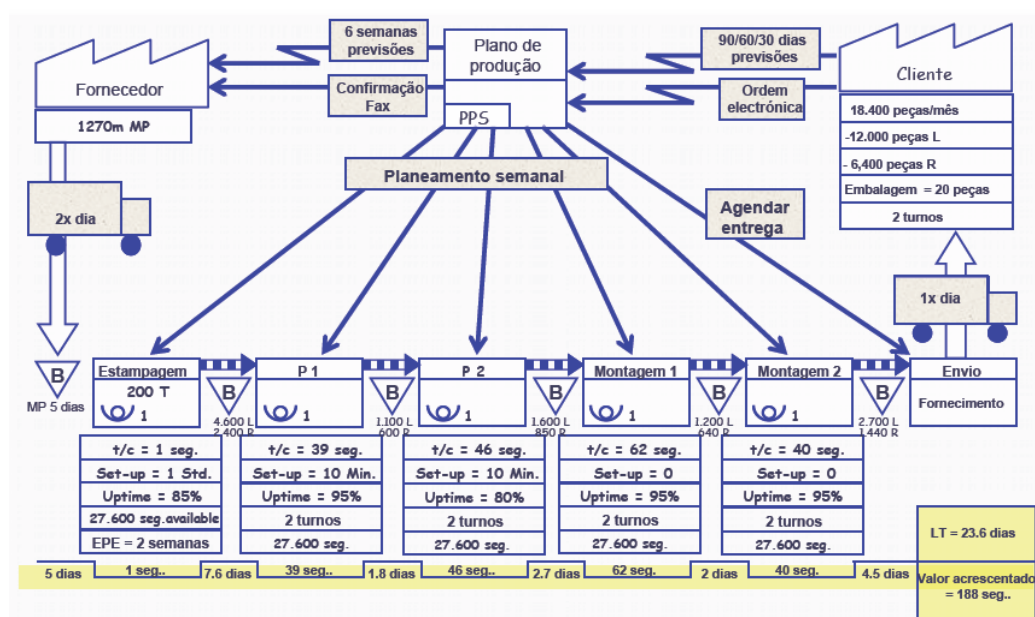 6 semanas
previsões
Plano de
produção
90/60/30 dias
previsões
Cliente
Fornecedor
Confirmação
Fax
Ordem
electrónica
1270m MP
PPS
18.400 peças/mês
-12.000 peças L
- 6,400 peças R
Embalagem = 20 peças
2 turnos
Planeamento semanal
2x dia
Agendar
entrega
1x dia
B
MP 5 dias
Estampagem
200 T
1
B
4.600 L
2.400 R
P 1
1
B
1.100 L
600 R
P 2
1
B
1.600 L
850 R
Montagem 1
1
B
1.200 L
640 R
Montagem 2
1
B
2.700 L
1.440 R
Envio
Fornecimento
t/c = 1 seg.
Set-up = 1 Std.
Uptime = 85%
27.600 seg.available
EPE = 2 semanas
t/c = 39 seg.
Set-up = 10 Min.
Uptime = 95%
2 turnos
27.600 seg.
t/c = 46 seg.
Set-up = 10 Min.
Uptime = 80%
2 turnos
27.600 seg.
t/c = 62 seg.
Set-up = 0
Uptime = 95%
2 turnos
27.600 seg.
t/c = 40 seg.
Set-up = 0
Uptime = 95%
2 turnos
27.600 seg.
LT = 23.6 dias
5 dias
1 seg..
7.6 dias
39 seg..
1.8 dias
46 seg..
2.7 dias
62 seg.
2 dias
40 seg.
4.5 dias
Valor acrescentado
= 188 seg..